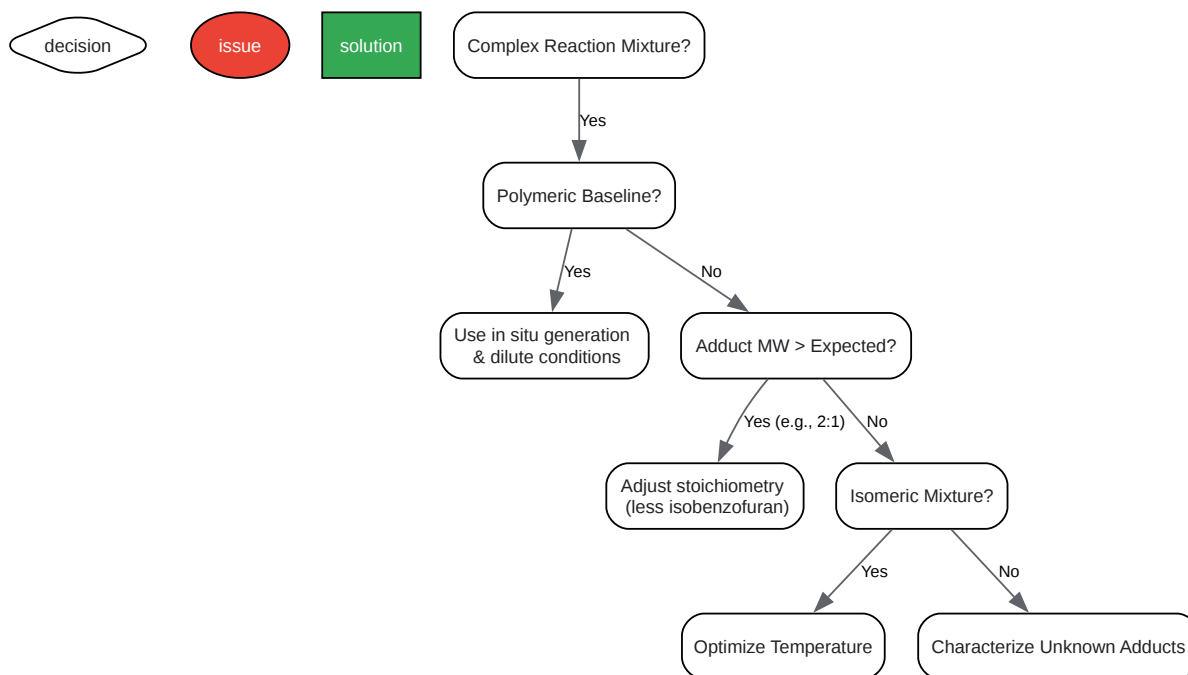 decision
issue
solution
Complex Reaction Mixture?
Yes
Polymeric Baseline?
Yes
No
Use in situ generation
& dilute conditions
Adduct MW > Expected?
Yes (e.g., 2:1)
No
Adjust stoichiometry
(less isobenzofuran)
Isomeric Mixture?
Yes
No
Optimize Temperature
Characterize Unknown Adducts